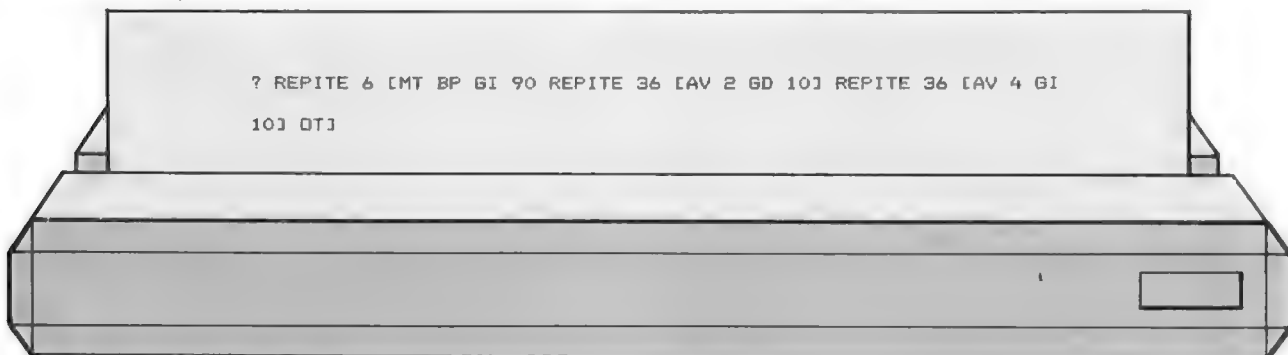 ? REPITE 6 [MT BP GI 90 REPITE 36 [AV 2 GD 10] REPITE 36 [AV 4 GI
10] OT]